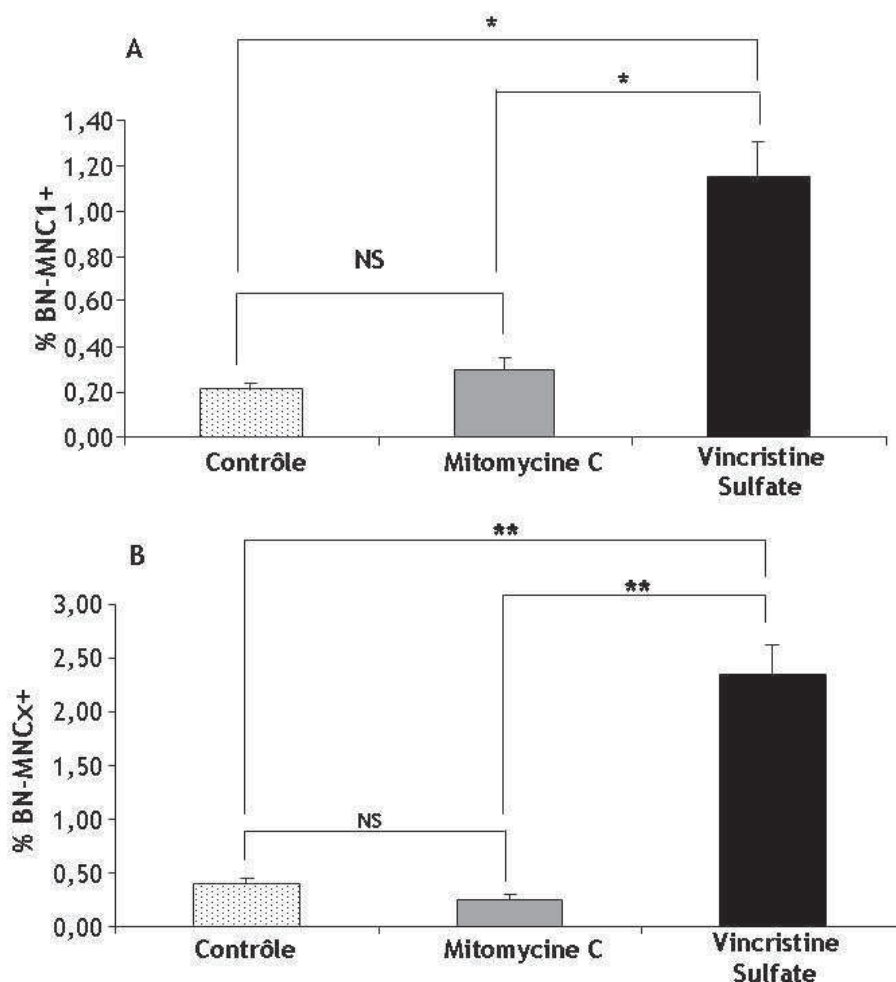 A
*
*
1,40
1,20
1,00
0,80
0,60
0,40
0,20
0,00
% BN-MNC1+
NS
Contrôle
Mitomycine C
Vincristine
Sulfate
B
**
**
3,00
2,50
2,00
1,50
1,00
0,50
0,00
% BN-MNCx+
NS
Contrôle
Mitomycine C
Vincristine
Sulfate